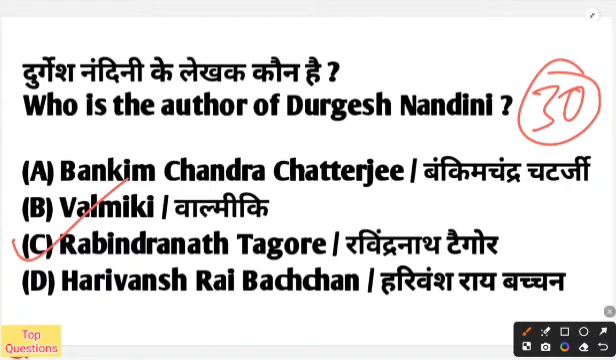 दुर्गेश नंदिनी के लेखक कौन है ?
Who is the author of Durgesh Nandini ?
30
(A) Bankim Chandra Chatterjee / बंकिमचंद्र चटर्जी
(B) Valmiki / वाल्मीकि
(C) Rabindranath Tagore / रविंद्रनाथ टैगोर
(D) Harivansh Rai Bachchan / हरिवंश राय बच्चन
Top
Questions